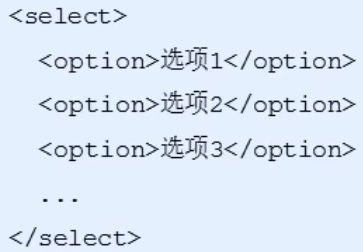 <select>
<option>选项1</option>
<option>选项2</option>
<option>选项3</option>
...
</select>